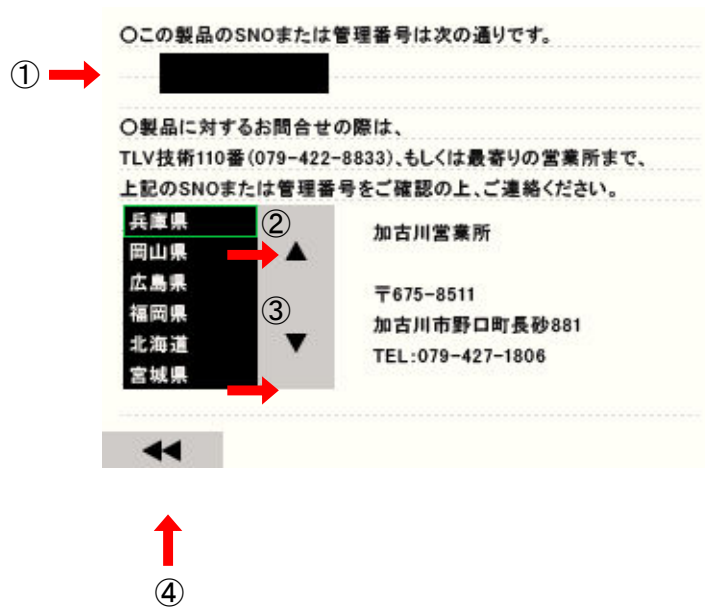 〇この製品のSNOまたは管理番号は次の通りです。
①
〇製品に対するお問合せの際は、
TLV技術110番(079-422-8833)、もしくは最寄りの営業所まで、
上記のSNOまたは管理番号をご確認の上、ご連絡ください。
兵庫県
岡山県
広島県
福岡県
北海道
宮城県
②
▲
③
▼
加古川営業所
〒675-8511
加古川市野口町長砂881
TEL:079-427-1806
◀◀
④